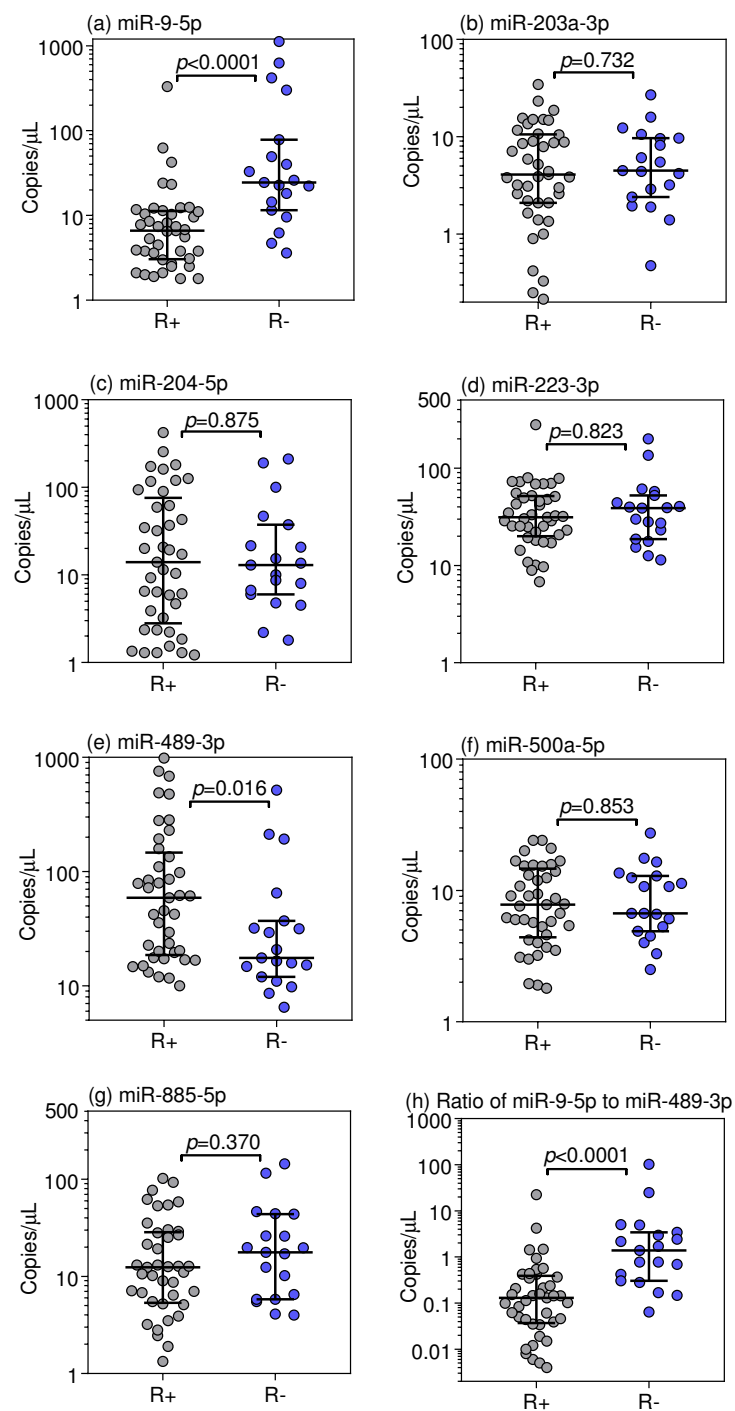 (a) miR-9-5p
p<0.0001
Copies/μL
1000
100
10
1
R+ R-
(b) miR-203a-3p
p=0.732
Copies/μL
100
10
1
R+ R-
(c) miR-204-5p
p=0.875
Copies/μL
1000
100
10
1
R+ R-
(d) miR-223-3p
p=0.823
Copies/μL
500
100
10
1
R+ R-
(e) miR-489-3p
p=0.016
Copies/μL
1000
100
10
R+ R-
(f) miR-500a-5p
p=0.853
Copies/μL
100
10
1
R+ R-
(g) miR-885-5p
p=0.370
Copies/μL
500
100
10
1
R+ R-
(h) Ratio of miR-9-5p to miR-489-3p
p<0.0001
Copies/μL
1000
100
10
1
0.1
0.01
R+ R-